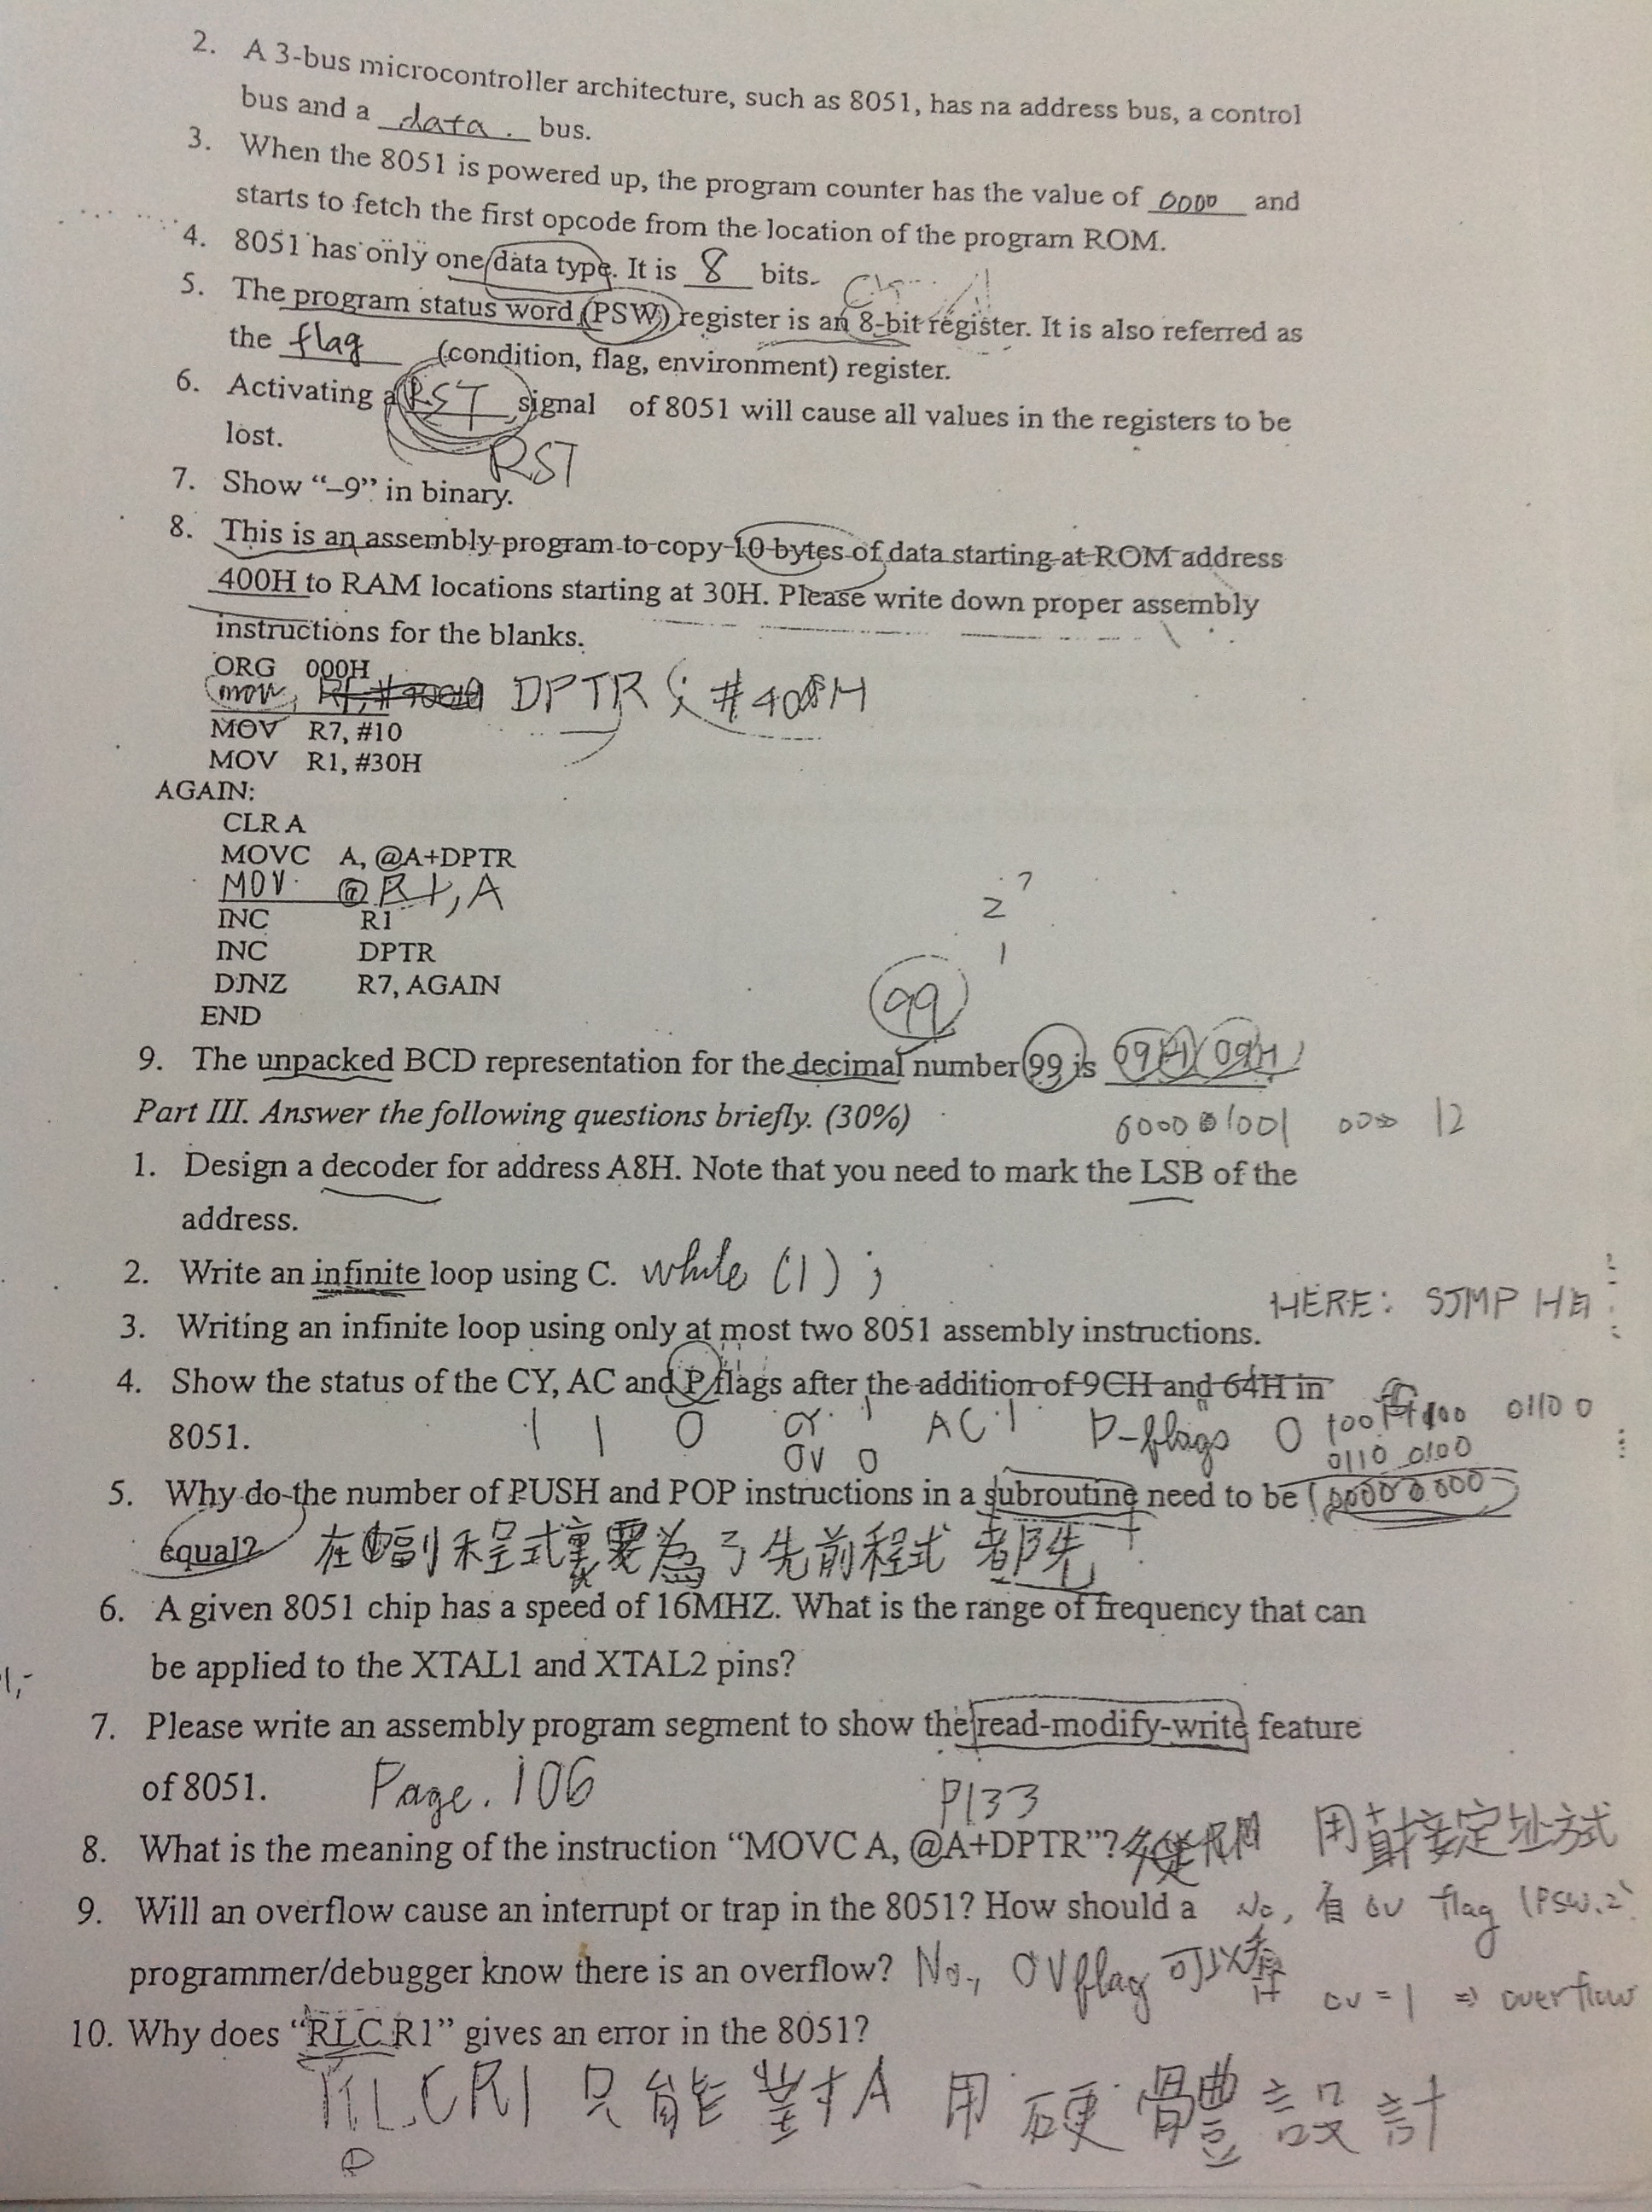 2. A 3-bus microcontroller architecture, such as 8051, has na address bus, a control
bus and a data. bus.
3. When the 8051 is powered up, the program counter has the value of 0000 and
starts to fetch the first opcode from the location of the program ROM.
4. 8051 has only one data type. It is 8 bits.
5. The program status word (PSW) register is an 8-bit register. It is also referred as
the flag (condition, flag, environment) register.
6. Activating a RST signal of 8051 will cause all values in the registers to be
lost.
RST
7. Show “–9” in binary.
8. This is an assembly program to copy 10 bytes of data starting at ROM address
400H to RAM locations starting at 30H. Please write down proper assembly
instructions for the blanks.
ORG 000H
mov, DPTR, #400H
MOV R7, #10
MOV R1, #30H
AGAIN:
CLR A
MOVC A, @A+DPTR
MOV @R1, A
INC R1
INC DPTR
DJNZ R7, AGAIN
END
2 7
1
99
9. The unpacked BCD representation for the decimal number 99 is 09H 09H
Part III. Answer the following questions briefly. (30%)
12
1. Design a decoder for address A8H. Note that you need to mark the LSB of the
address.
2. Write an infinite loop using C. while (1) ;
HERE: SJMP HE
3. Writing an infinite loop using only at most two 8051 assembly instructions.
4. Show the status of the CY, AC and P flags after the addition of 9CH and 64H in
8051. 1 1 0 CY 1 AC 1 P-flags 0
OV 0 0110 0100
5. Why do the number of PUSH and POP instructions in a subroutine need to be
equal? 在副程式裏要為了先前程式都先
6. A given 8051 chip has a speed of 16MHZ. What is the range of frequency that can
be applied to the XTAL1 and XTAL2 pins?
7. Please write an assembly program segment to show the read-modify-write feature
of 8051. Page. 106 P133
8. What is the meaning of the instruction “MOVC A, @A+DPTR”? 用直接定址方式
9. Will an overflow cause an interrupt or trap in the 8051? How should a No, 有 OV flag (PSW.2)
programmer/debugger know there is an overflow? No, OV flag 可以看
OV = 1 ⇒ overflow
10. Why does “RLC R1” gives an error in the 8051?
RLC R1 只能對A 用硬體設計